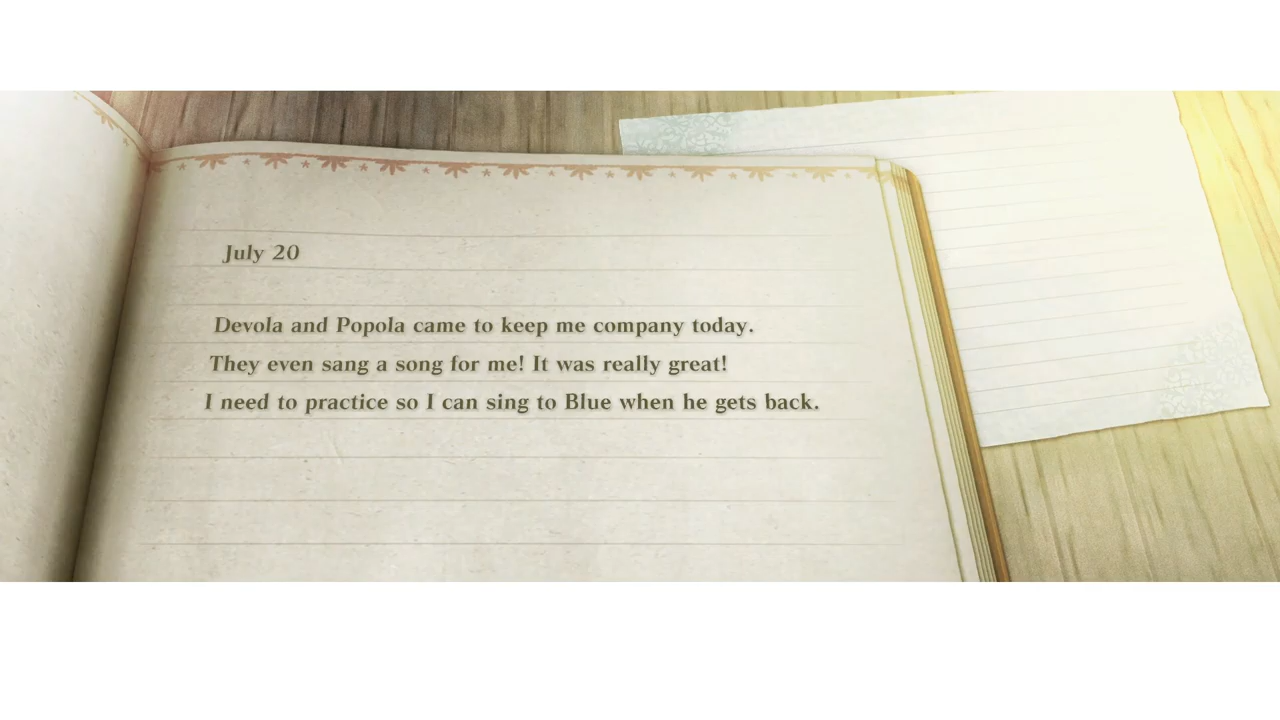 July 20
Devola and Popola came to keep me company today.
They even sang a song for me! It was really great!
I need to practice so I can sing to Blue when he gets back.